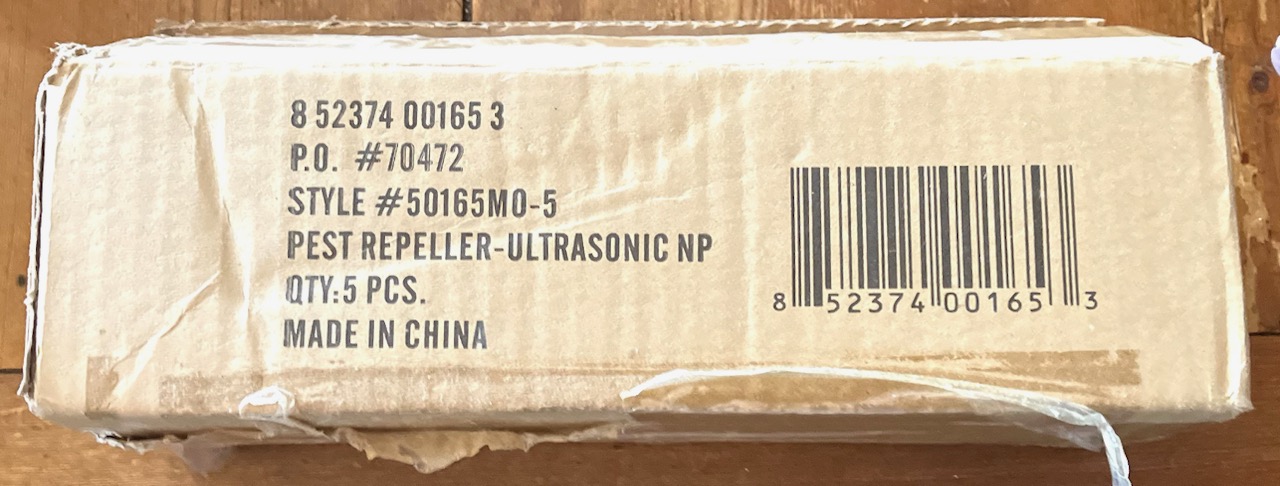 8 52374 00165 3
P.O. #70472
STYLE #50165MO-5
PEST REPELLER-ULTRASONIC NP
QTY:5 PCS.
MADE IN CHINA
8 52374 00165 3